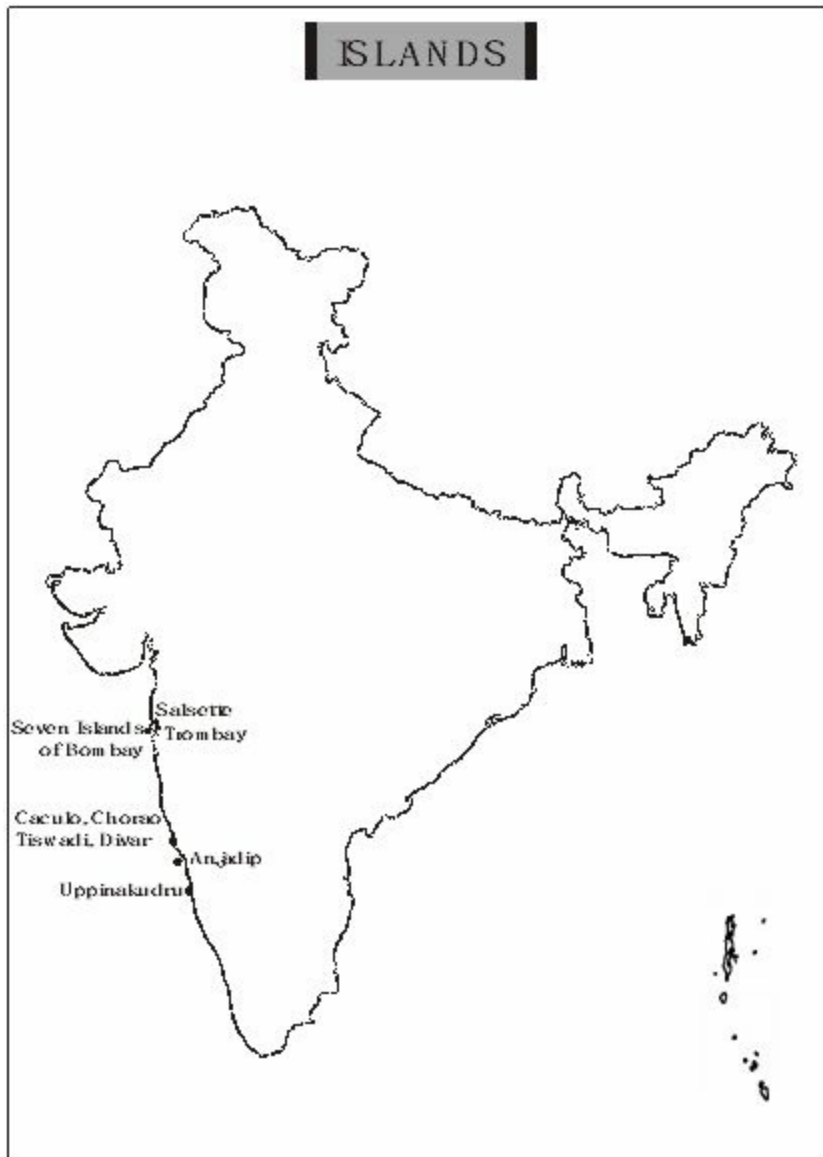 ISLANDS
Salsette
Seven Islands
Trombay
of Bombay
Caculo, Chorao
Tiswadi, Divar
Anjadip
Uppinakudru